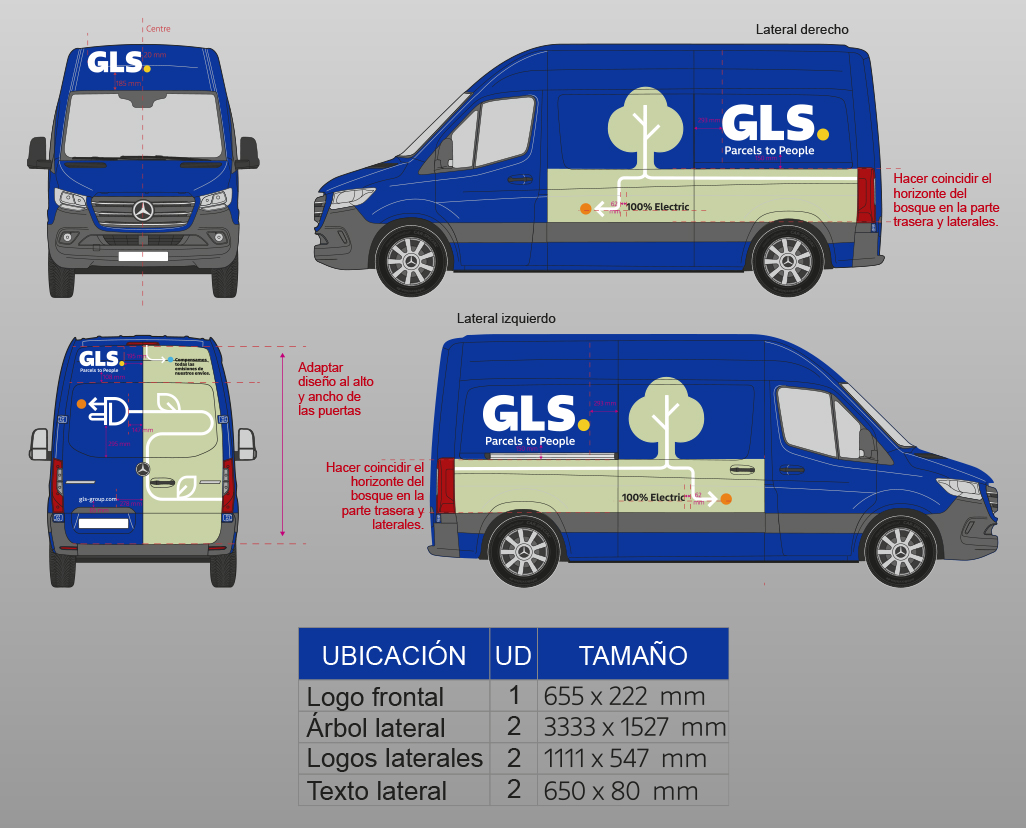 Centre
GLS.
Lateral derecho
GLS.
Parcels to People
100% Electric
Hacer coincidir el
horizonte del
bosque en la parte
trasera y laterales.
Lateral izquierdo
GLS.
Parcels to People
Compensamos
todas las
emisiones de
nuestros envíos.
gls-group.com
Adaptar
diseño al alto
y ancho de
las puertas
GLS.
Parcels to People
Hacer coincidir el
horizonte del
bosque en la
parte trasera y
laterales.
100% Electric
62
mm
UBICACIÓN UD TAMAÑO
Logo frontal 1 655 x 222 mm
Árbol lateral 2 3333 x 1527 mm
Logos laterales 2 1111 x 547 mm
Texto lateral 2 650 x 80 mm